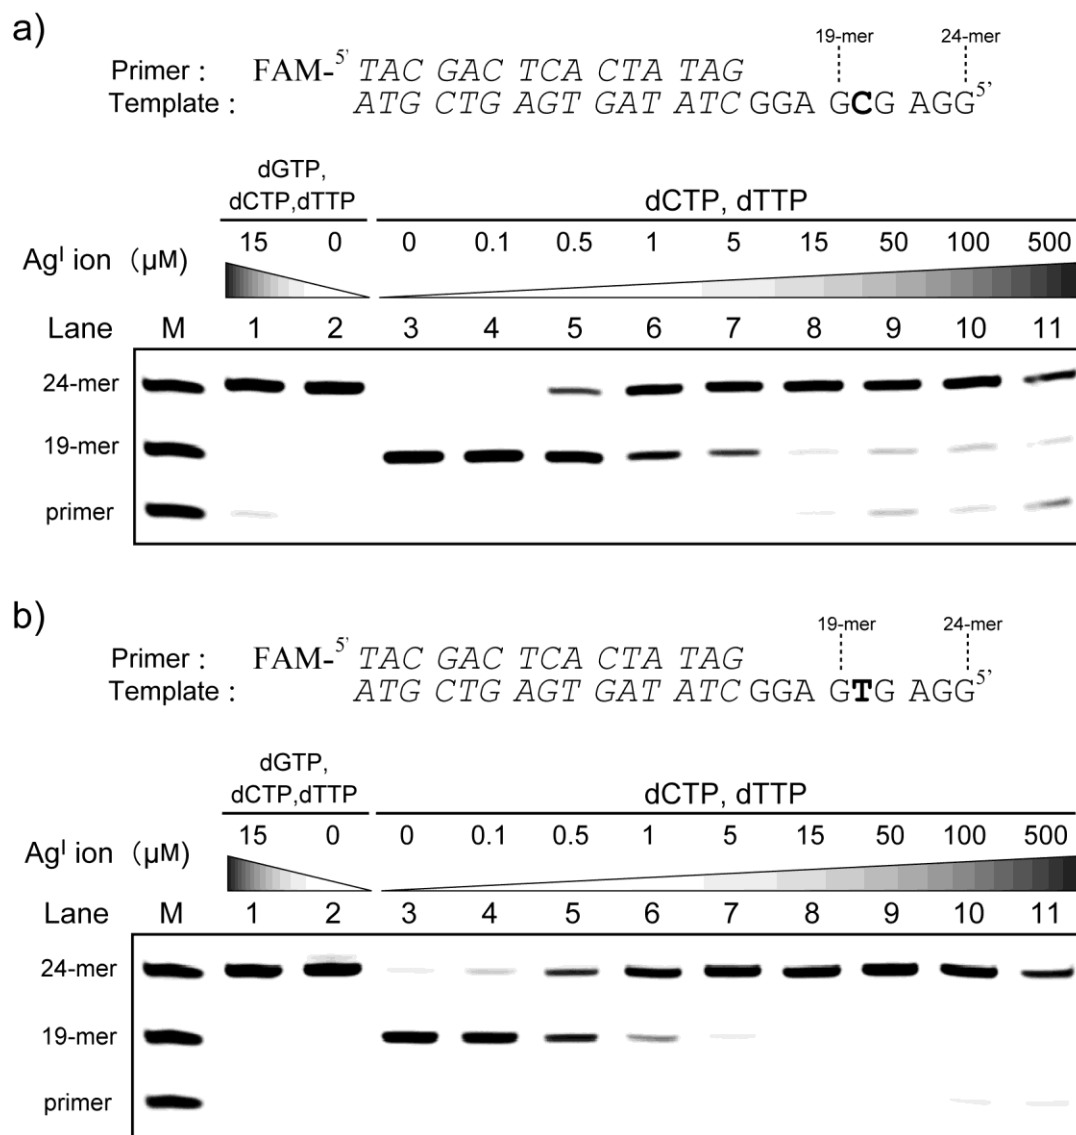 a)
19-mer 24-mer
Primer : FAM-5' TAC GAC TCA CTA TAG
Template : ATG CTG AGT GAT ATC GGA GCG AGG5'
dGTP,
dCTP,dTTP dCTP, dTTP
Ag^I ion (μM) 15 0 0 0.1 0.5 1 5 15 50 100 500
Lane M 1 2 3 4 5 6 7 8 9 10 11
24-mer
19-mer
primer
b)
19-mer 24-mer
Primer : FAM-5' TAC GAC TCA CTA TAG
Template : ATG CTG AGT GAT ATC GGA GTG AGG5'
dGTP,
dCTP,dTTP dCTP, dTTP
Ag^I ion (μM) 15 0 0 0.1 0.5 1 5 15 50 100 500
Lane M 1 2 3 4 5 6 7 8 9 10 11
24-mer
19-mer
primer